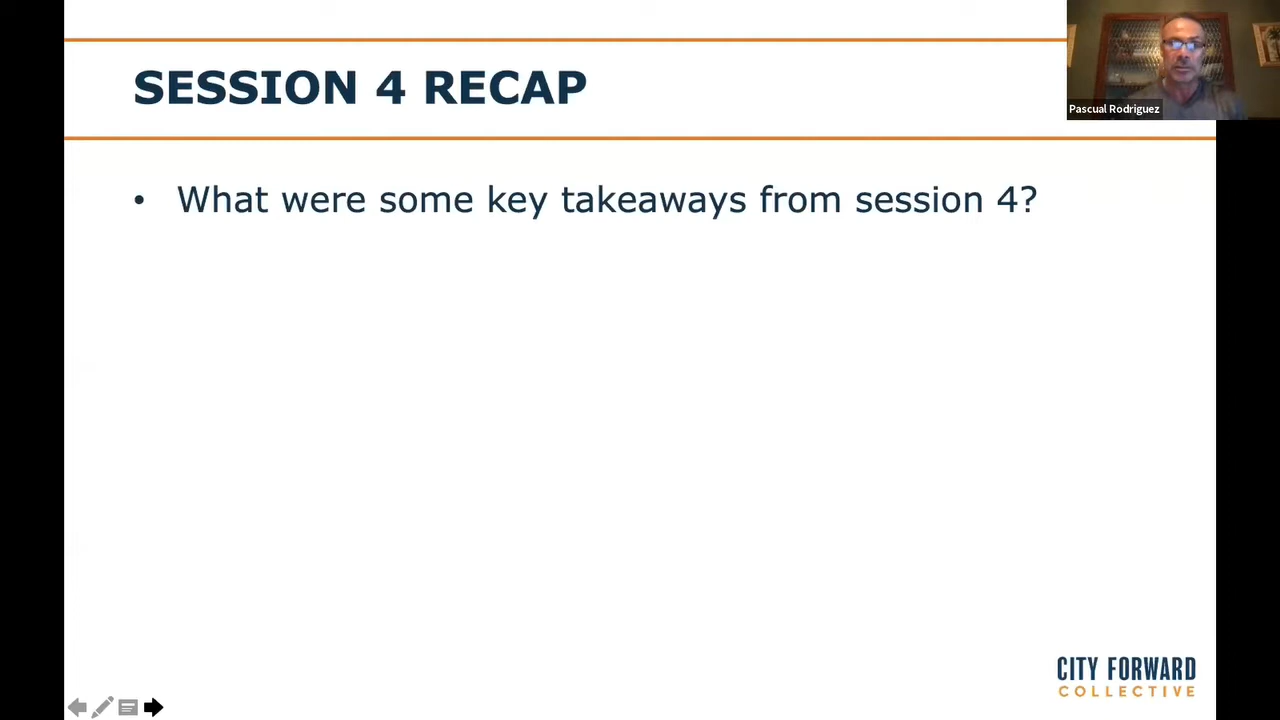 SESSION 4 RECAP
Pascual Rodriguez
• What were some key takeaways from session 4?
CITY FORWARD
COLLECTIVE